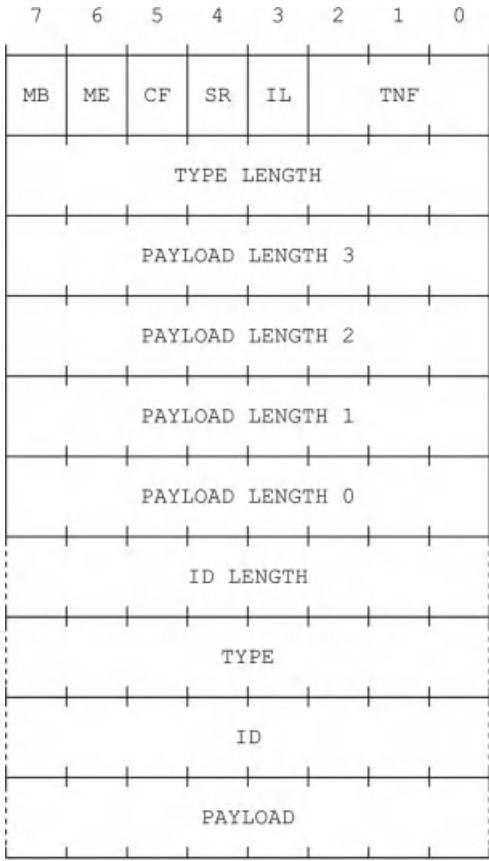 7 6 5 4 3 2 1 0
MB ME CF SR IL TNF
TYPE LENGTH
PAYLOAD LENGTH 3
PAYLOAD LENGTH 2
PAYLOAD LENGTH 1
PAYLOAD LENGTH 0
ID LENGTH
TYPE
ID
PAYLOAD